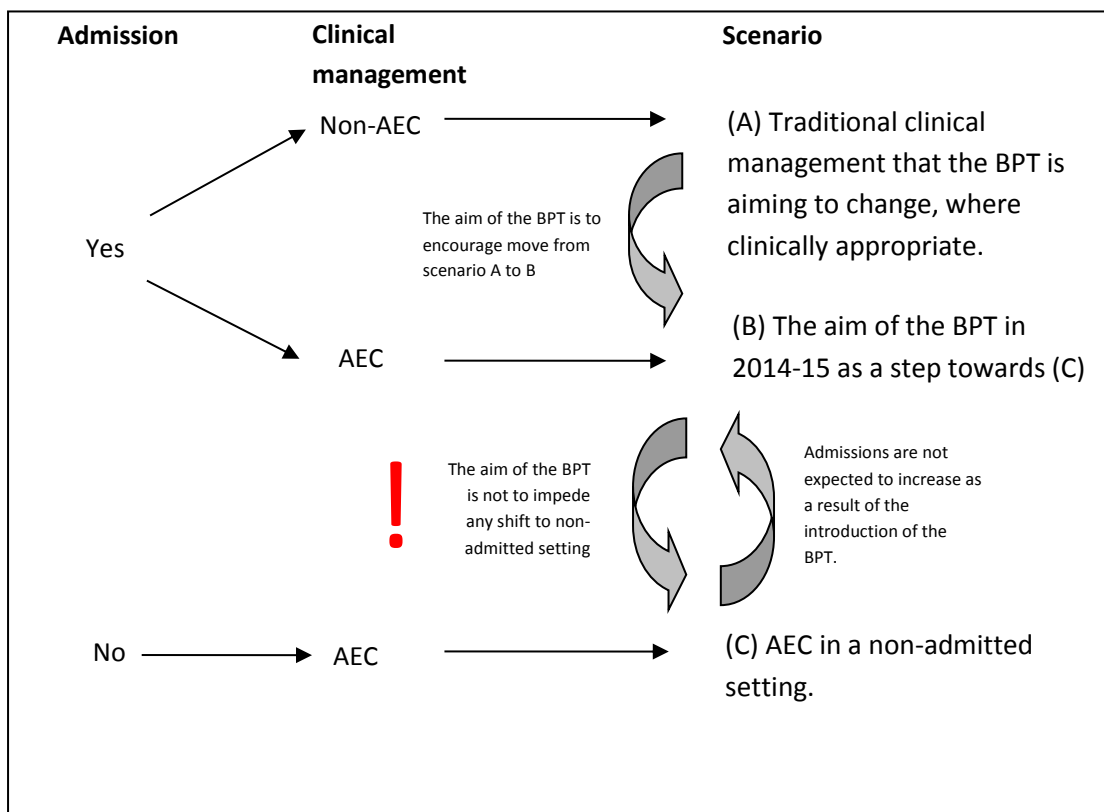 Admission
Clinical
management
Scenario
Non-AEC
(A) Traditional clinical
management that the BPT is
aiming to change, where
clinically appropriate.
The aim of the BPT is to
encourage move from
scenario A to B
Yes
AEC
(B) The aim of the BPT in
2014-15 as a step towards (C)
!
The aim of the BPT
is not to impede
any shift to non-
admitted setting
Admissions are not
expected to increase as
a result of the
introduction of the
BPT.
No
AEC
(C) AEC in a non-admitted
setting.